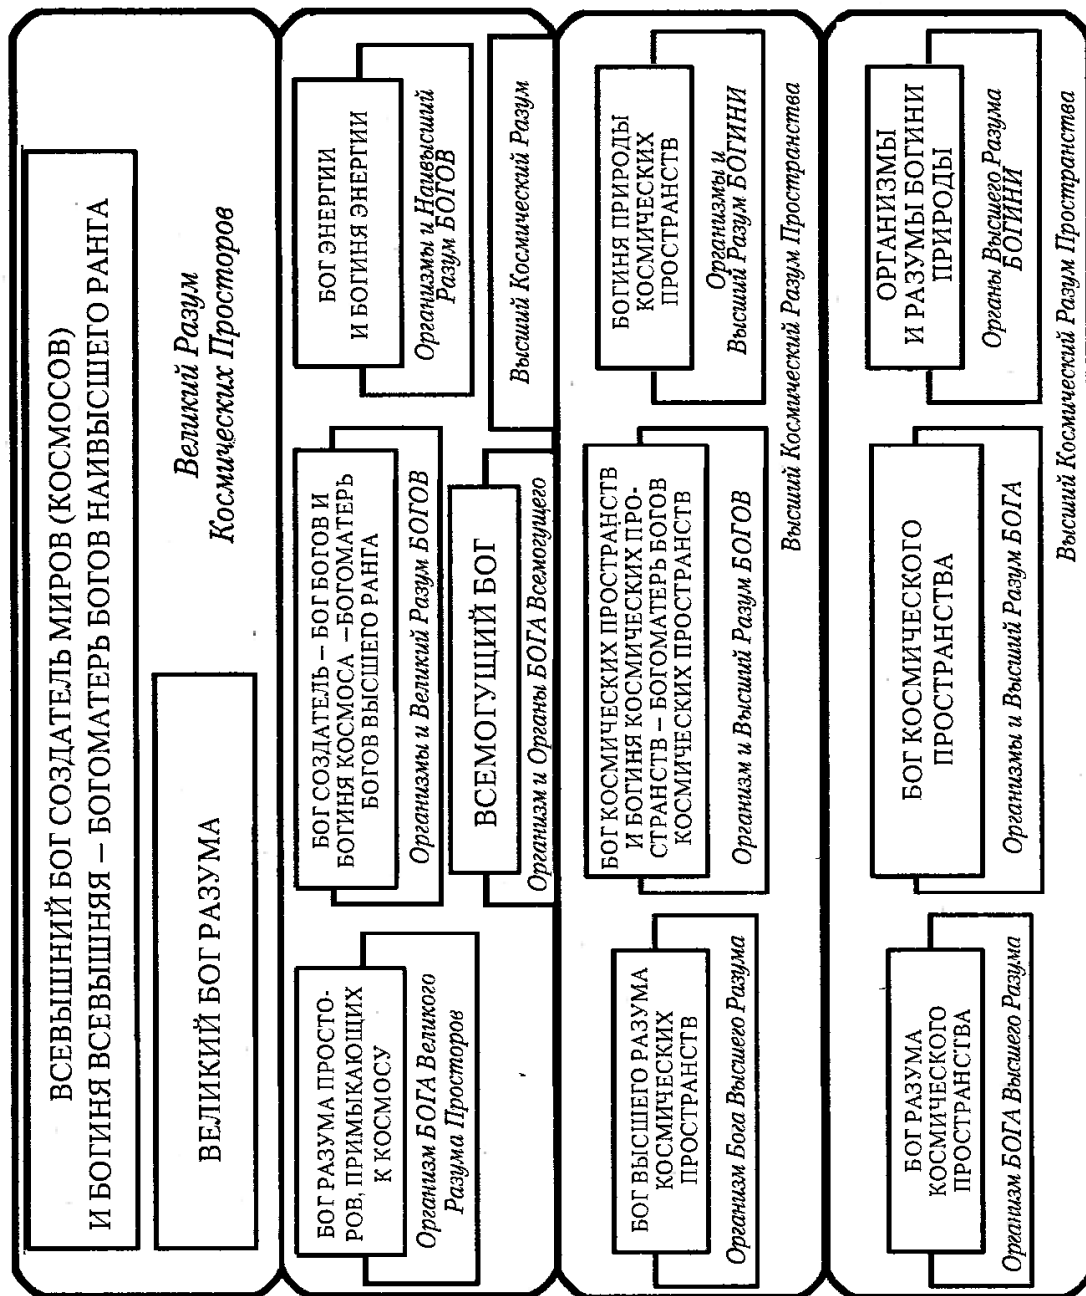 ВСЕВЫШНИЙ БОГ СОЗДАТЕЛЬ МИРОВ (КОСМОСОВ)
И БОГИНЯ ВСЕВЫШНЯЯ – БОГОМАТЕРЬ БОГОВ НАИВЫСШЕГО РАНГА
ВЕЛИКИЙ БОГ РАЗУМА
Великий Разум
Космических Просторов
БОГ РАЗУМА ПРОСТО-
РОВ, ПРИМЫКАЮЩИХ
К КОСМОСУ
Организм БОГА Великого
Разума Просторов
БОГ СОЗДАТЕЛЬ – БОГ БОГОВ И
БОГИНЯ КОСМОСА –БОГОМАТЕРЬ
БОГОВ ВЫСШЕГО РАНГА
Организмы и Великий Разум БОГОВ
ВСЕМОГУЩИЙ БОГ
Организм и Органы БОГА Всемогущего
БОГ ЭНЕРГИИ
И БОГИНЯ ЭНЕРГИИ
Организмы и Наивысший
Разум БОГОВ
Высший Космический Разум
БОГ ВЫСШЕГО РАЗУМА
КОСМИЧЕСКИХ
ПРОСТРАНСТВ
Организм Бога Высшего Разума
БОГ КОСМИЧЕСКИХ ПРОСТРАНСТВ
И БОГИНЯ КОСМИЧЕСКИХ ПРО-
СТРАНСТВ – БОГОМАТЕРЬ БОГОВ
КОСМИЧЕСКИХ ПРОСТРАНСТВ
Организм и Высший Разум БОГОВ
БОГИНЯ ПРИРОДЫ
КОСМИЧЕСКИХ
ПРОСТРАНСТВ
Организмы и
Высший Разум БОГИНИ
Высший Космический Разум Пространства
БОГ РАЗУМА
КОСМИЧЕСКОГО
ПРОСТРАНСТВА
Организм БОГА Высшего Разума
БОГ КОСМИЧЕСКОГО
ПРОСТРАНСТВА
Организмы и Высший Разум БОГА
ОРГАНИЗМЫ
И РАЗУМЫ БОГИНИ
ПРИРОДЫ
Органы Высшего Разума
БОГИНИ
Высший Космический Разум Пространства